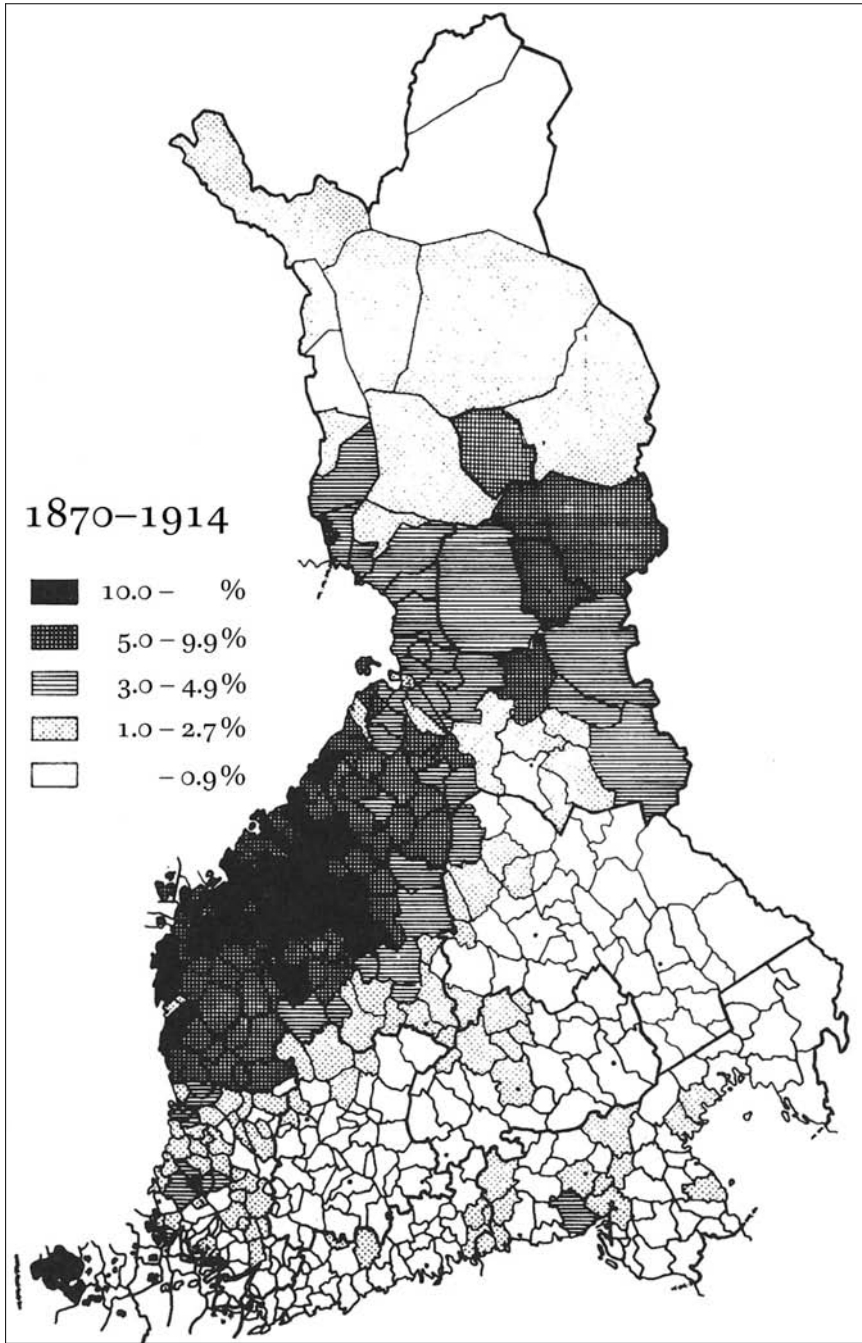 1870–1914
10.0 – %
5.0 – 9.9 %
3.0 – 4.9 %
1.0 – 2.7 %
– 0.9 %